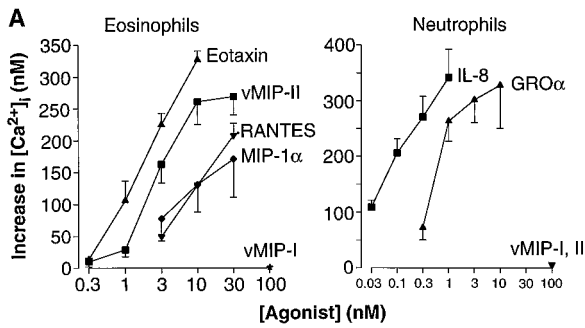 A
Eosinophils
Neutrophils
Increase in [Ca²⁺]ᵢ (nM)
350
300
250
200
150
100
50
0
Eotaxin
vMIP-II
RANTES
MIP-1α
vMIP-I
0.3 1 3 10 30 100
400
300
200
100
0
IL-8
GROα
vMIP-I, II
0.03 0.1 0.3 1 3 10 30 100
[Agonist] (nM)